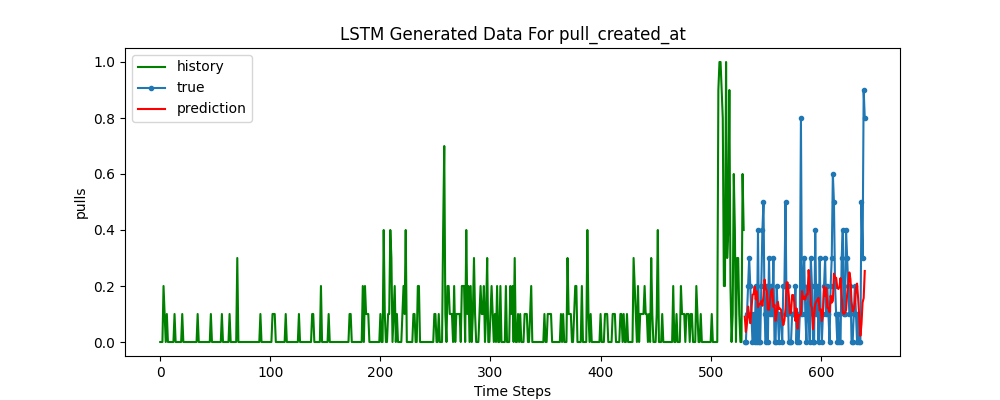 LSTM Generated Data For pull_created_at
history
true
prediction
1.0
0.8
0.6
0.4
0.2
0.0
pulls
0 100 200 300 400 500 600
Time Steps